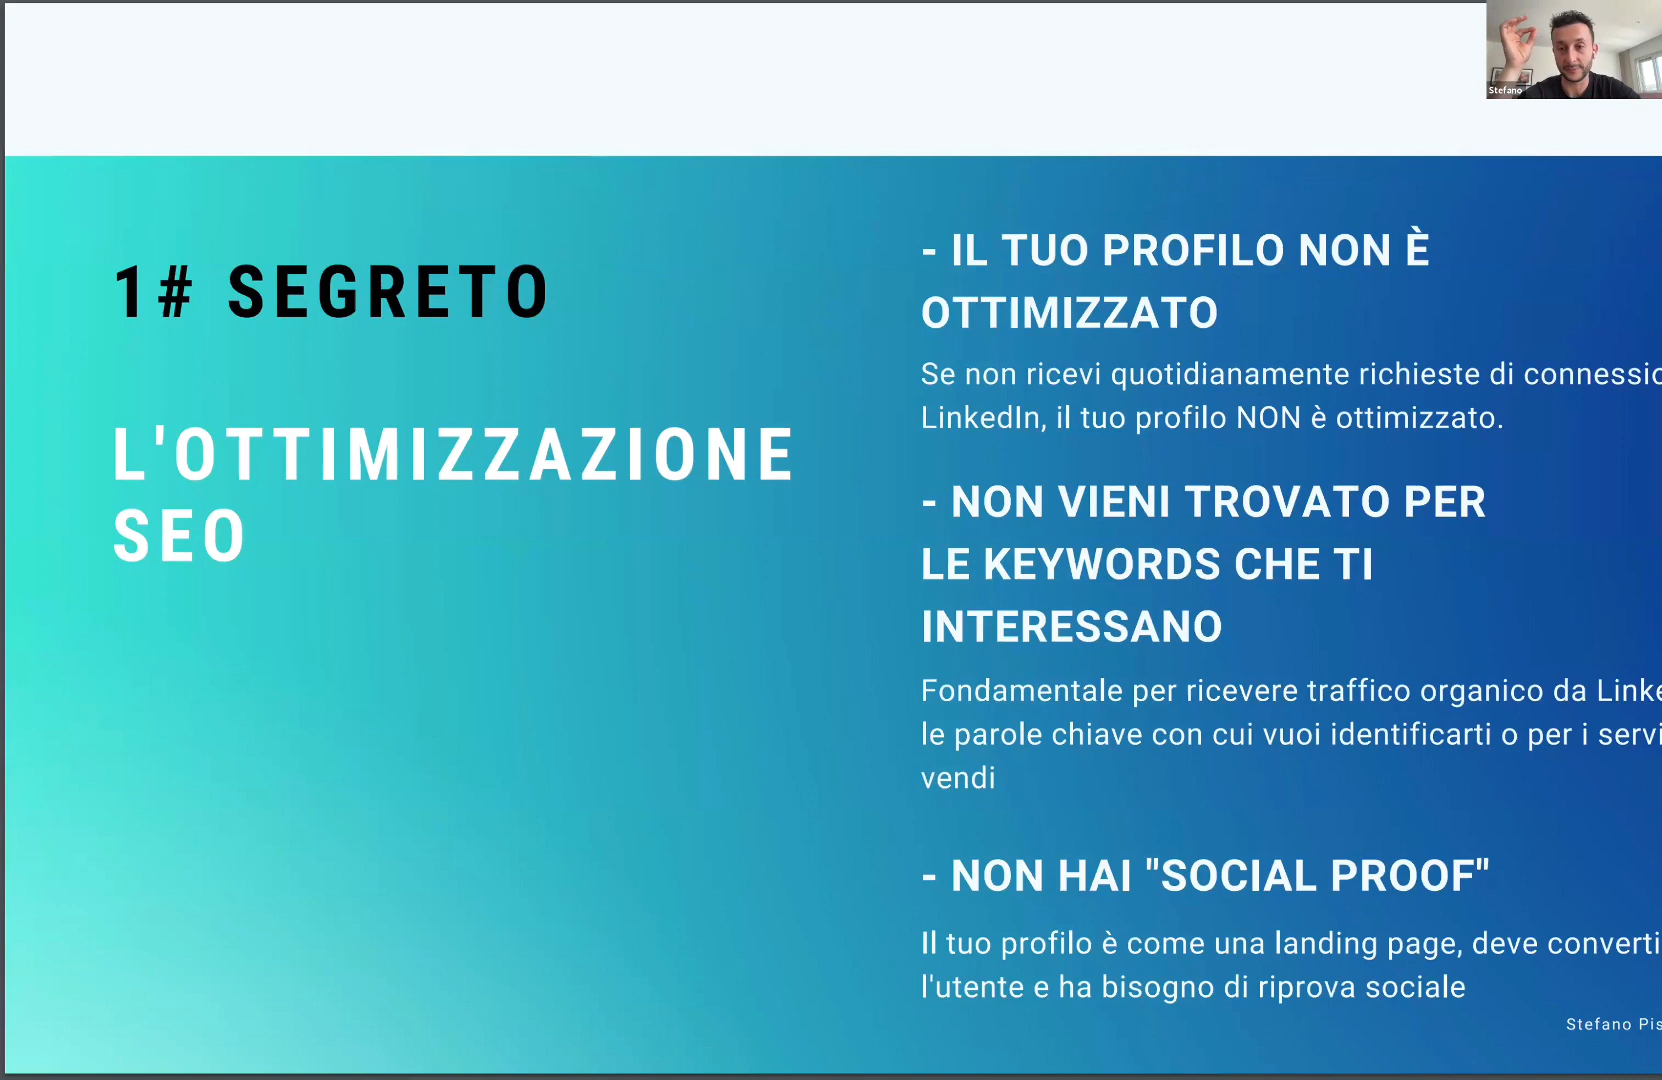 Stefano
1# SEGRETO
L'OTTIMIZZAZIONE
SEO
- IL TUO PROFILO NON È
OTTIMIZZATO
Se non ricevi quotidianamente richieste di
LinkedIn, il tuo profilo NON è ottimizzato.
- NON VIENI TROVATO PER
LE KEYWORDS CHE TI
INTERESSANO
Fondamentale per ricevere traffico organico da
le parole chiave con cui vuoi identificarti o per i
vendi
- NON HAI "SOCIAL PROOF"
Il tuo profilo è come una landing page, deve
l'utente e ha bisogno di riprova sociale
Stefano